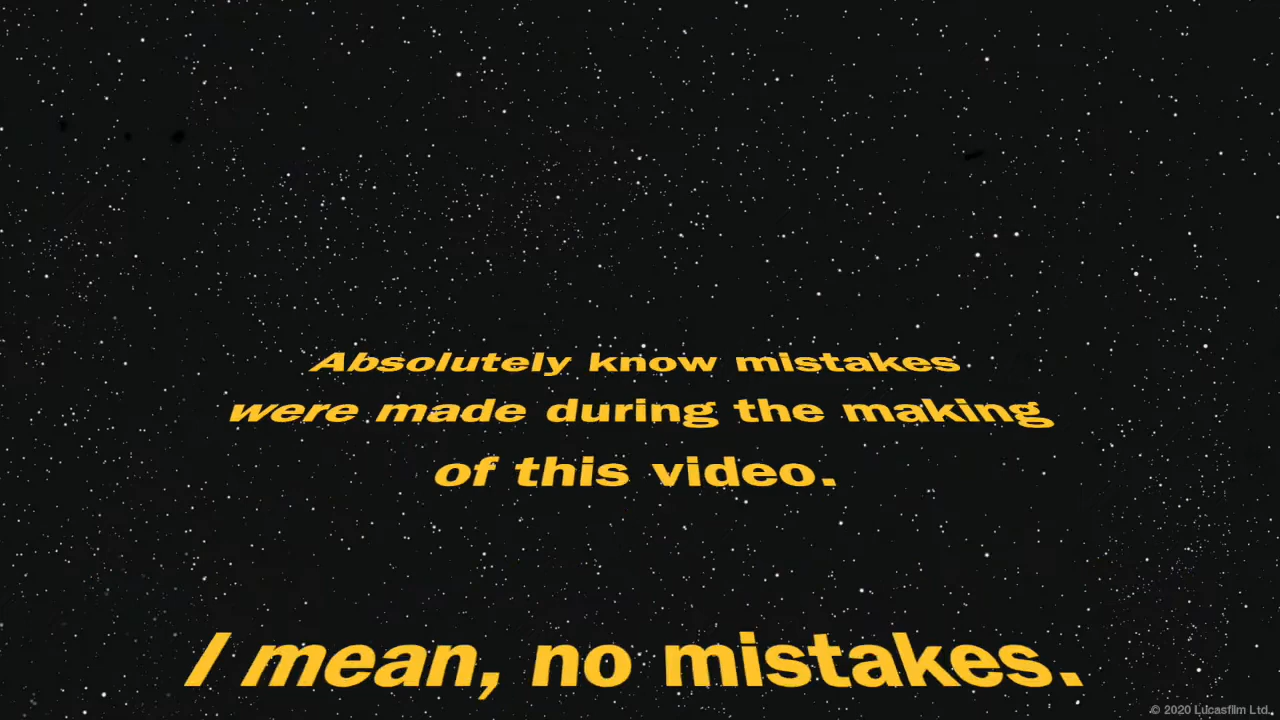 Absolutely know mistakes
were made during the making
of this video.
I mean, no mistakes.
© 2020 Lucasfilm Ltd.